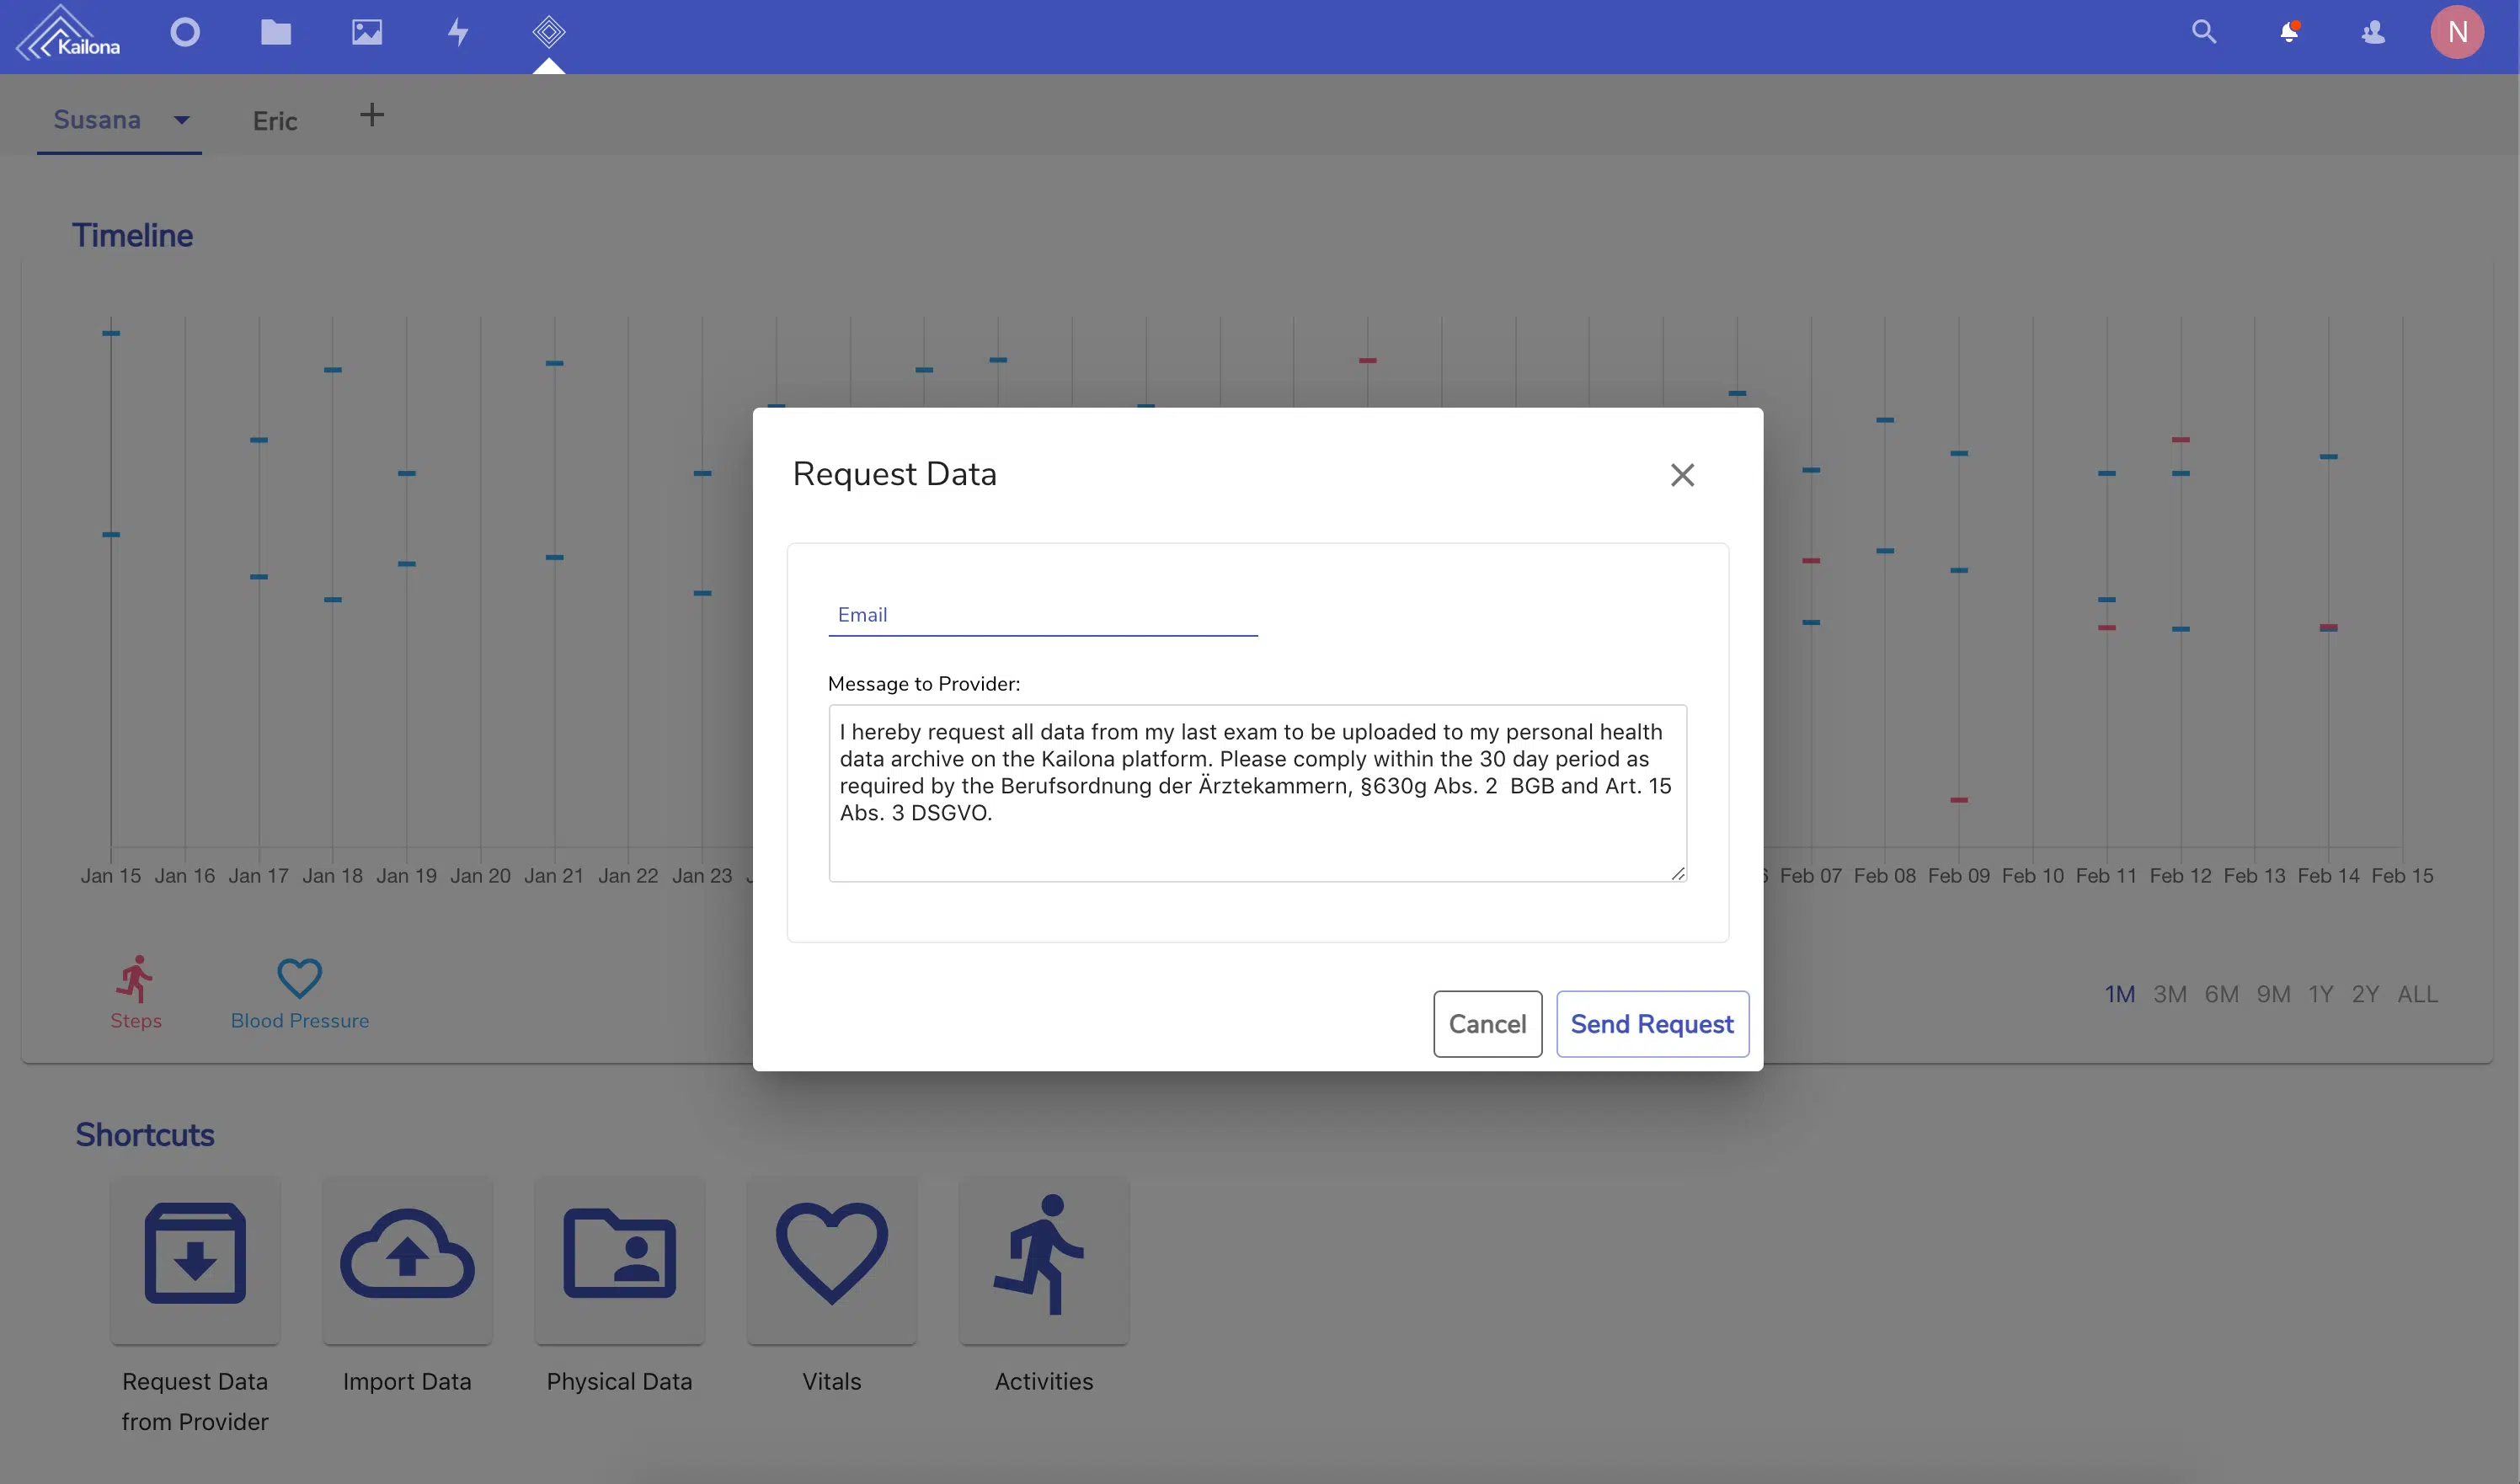 Kailona
N
Susana
Eric
Timeline
Request Data
Email
Message to Provider:
I hereby request all data from my last exam to be uploaded to my personal health
data archive on the Kailona platform. Please comply within the 30 day period as
required by the Berufsordnung der Ärztekammern, §630g Abs. 2  BGB and Art. 15
Abs. 3 DSGVO.
Cancel Send Request
Jan 15 Jan 16 Jan 17 Jan 18 Jan 19 Jan 20 Jan 21 Jan 22 Jan 23 Feb 07 Feb 08 Feb 09 Feb 10 Feb 11 Feb 12 Feb 13 Feb 14 Feb 15
Steps Blood Pressure
1M 3M 6M 9M 1Y 2Y ALL
Shortcuts
Request Data
from Provider
Import Data
Physical Data
Vitals
Activities